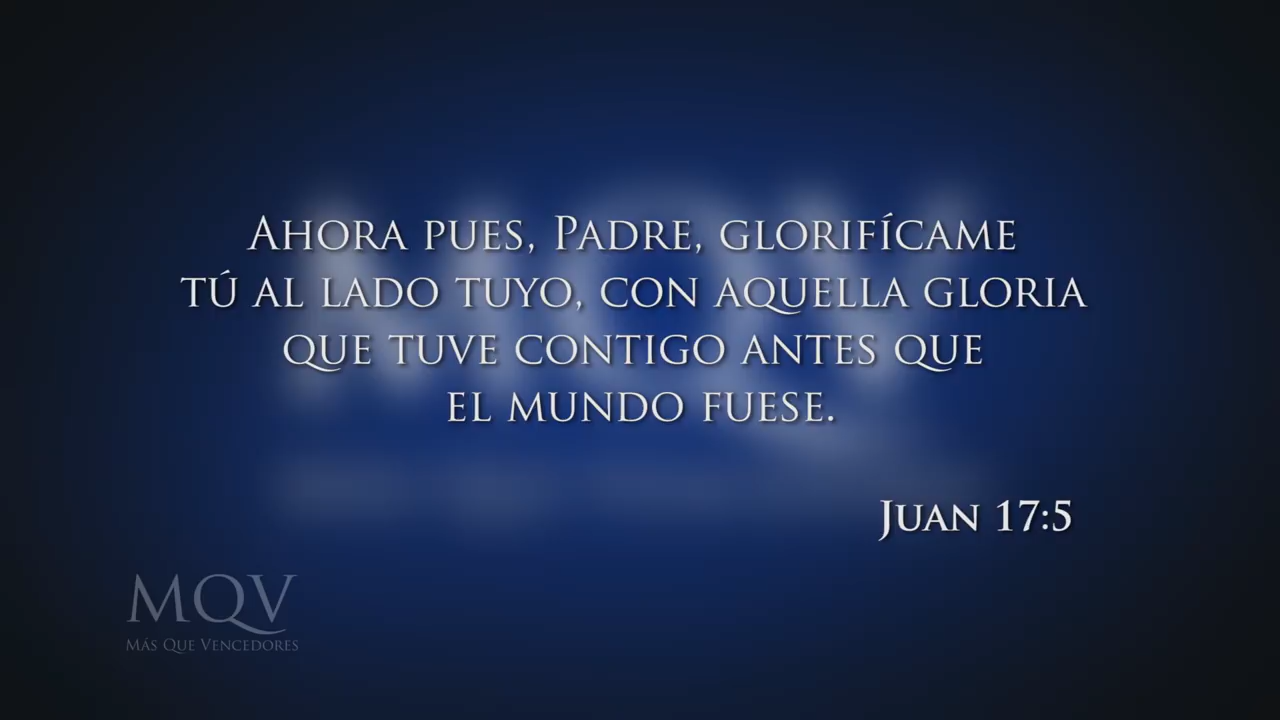 Ahora pues, Padre, glorifícame
tú al lado tuyo, con aquella gloria
que tuve contigo antes que
el mundo fuese.
Juan 17:5
MQV
Más Que Vencedores